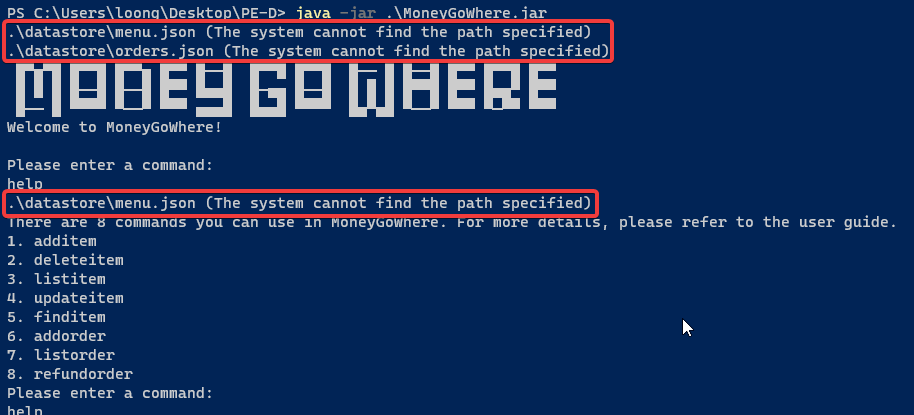 PS C:\Users\loonq\Desktop\PE-D> java -jar .\MoneyGoWhere.jar
.\datastore\menu.json (The system cannot find the path specified)
.\datastore\orders.json (The system cannot find the path specified)
MONEY GO WHERE
Welcome to MoneyGoWhere!
Please enter a command:
help
.\datastore\menu.json (The system cannot find the path specified)
There are 8 commands you can use in MoneyGoWhere. For more details, please refer to the user guide.
1. additem
2. deleteitem
3. listitem
4. updateitem
5. finditem
6. addorder
7. listorder
8. refundorder
Please enter a command:
help